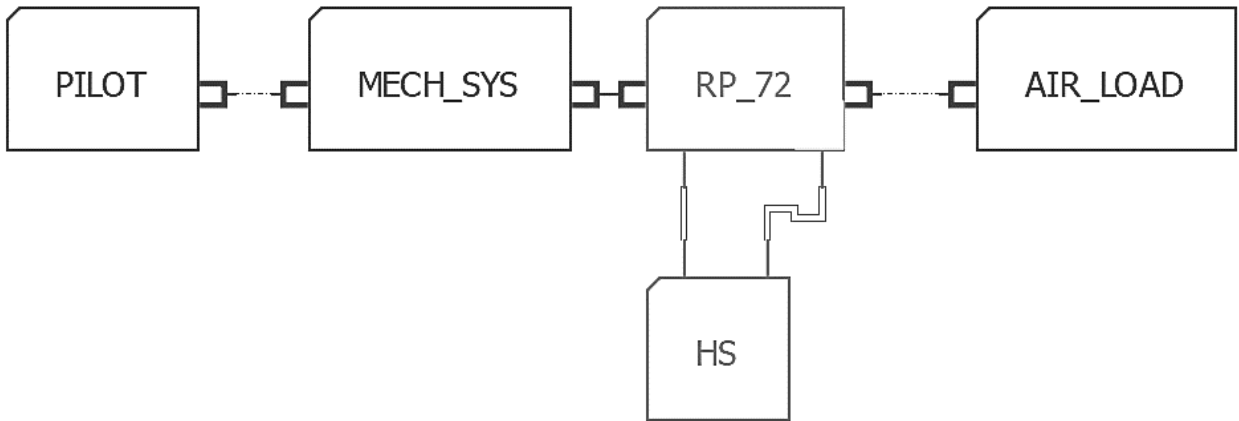 PILOT
MECH_SYS
RP_72
AIR_LOAD
HS